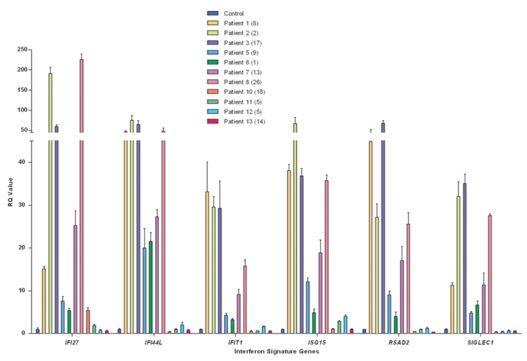 Control
Patient 1 (8)
Patient 2 (2)
Patient 3 (17)
Patient 5 (9)
Patient 6 (1)
Patient 7 (13)
Patient 8 (26)
Patient 10 (18)
Patient 11 (5)
Patient 12 (5)
Patient 13 (14)
250
200
150
100
50
40
30
20
10
0
RQ Value
IFI27 IFI44L IFIT1 ISG15 RSAD2 SIGLEC1
Interferon Signature Genes